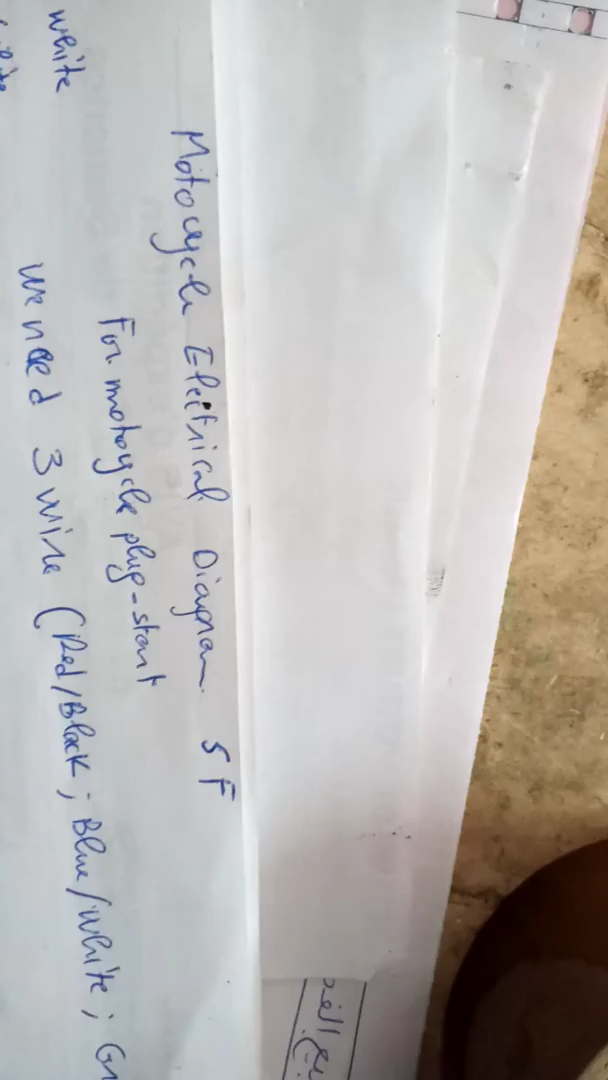 Motocycle Electrical Diagram 5F
For motocycle plug-start
We need 3 wire (Red/Black; Blue/White;
white